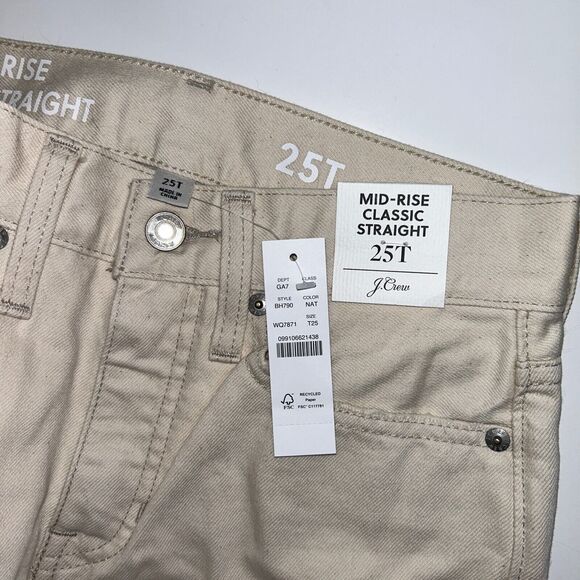 -RISE
STRAIGHT
25T
25T
MADE IN
CHINA
MID-RISE
CLASSIC
STRAIGHT
25T
J.Crew
DEPT CLASS
GA7
STYLE COLOR
BH790 NAT
SIZE
WQ7871 T25
099106621438
RECYCLED
Paper
FSC
FSC® C117781